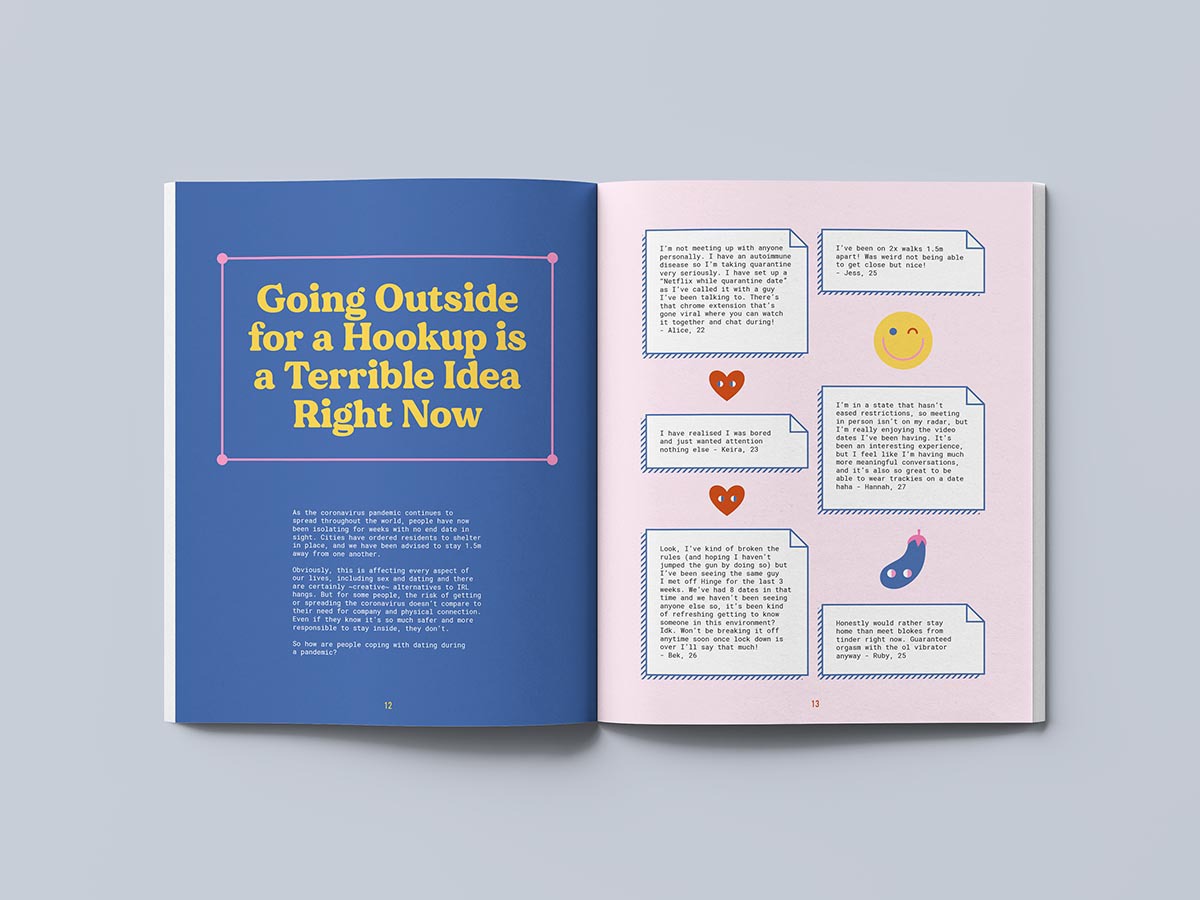 Going Outside
for a Hookup is
a Terrible Idea
Right Now
As the coronavirus pandemic continues to
spread throughout the world, people have now
been isolating for weeks with no end date in
sight. Cities have ordered residents to shelter
in place, and we have been advised to stay 1.5m
away from one another.
Obviously, this is affecting every aspect of
our lives, including sex and dating and there
are certainly ~creative~ alternatives to IRL
hangs. But for some people, the risk of getting
or spreading the coronavirus doesn't compare to
their need for company and physical connection.
Even if they know it's so much safer and more
responsible to stay inside, they don't.
So how are people coping with dating during
a pandemic?
12
I'm not meeting up with anyone
personally. I have an autoimmune
disease so I'm taking quarantine
very seriously. I have set up a
"Netflix while quarantine date"
as I've called it with a guy
I've been talking to. There's
that chrome extension that's
gone viral where you can watch
it together and chat during!
- Alice, 22
I have realised I was bored
and just wanted attention
nothing else - Keira, 23
Look, I've kind of broken the
rules (and hoping I haven't
jumped the gun by doing so) but
I've been seeing the same guy
I met off Hinge for the last 3
weeks. We've had 8 dates in that
time and we haven't been seeing
anyone else so, it's been kind
of refreshing getting to know
someone in this environment?
Idk. Won't be breaking it off
anytime soon once lock down is
over I'll say that much!
- Bek, 26
I've been on 2x walks 1.5m
apart! Was weird not being able
to get close but nice!
- Jess, 25
I'm in a state that hasn't
eased restrictions, so meeting
in person isn't on my radar, but
I'm really enjoying the video
dates I've been having. It's
been an interesting experience,
but I feel like I'm having much
more meaningful conversations,
and it's also so great to be
able to wear trackies on a date
haha - Hannah, 27
Honestly would rather stay
home than meet blokes from
tinder right now. Guaranteed
orgasm with the ol vibrator
anyway - Ruby, 25
13